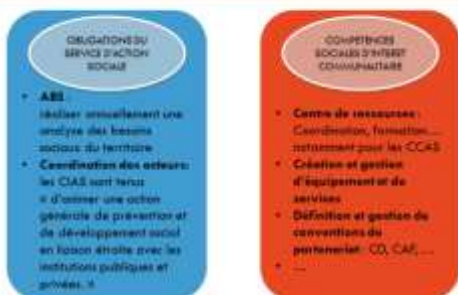 OBLIGATIONS DU
SERVICE D'ACTION
SOCIALE
• ABS :
réaliser annuellement une
analyse des besoins
sociaux du territoire
• Coordination des acteurs:
les CIAS sont tenus
« d'animer une action
générale de prévention et
de développement social
en liaison étroite avec les
institutions publiques et
privées. »
COMPETENCES
SOCIALES D'INTERET
COMMUNAUTAIRE
• Centre de ressources :
Coordination, formation…
notamment pour les CCAS
• Création et gestion
d'équipement et de
services
• Définition et gestion de
conventions de
partenariat : CD, CAF, …
• …